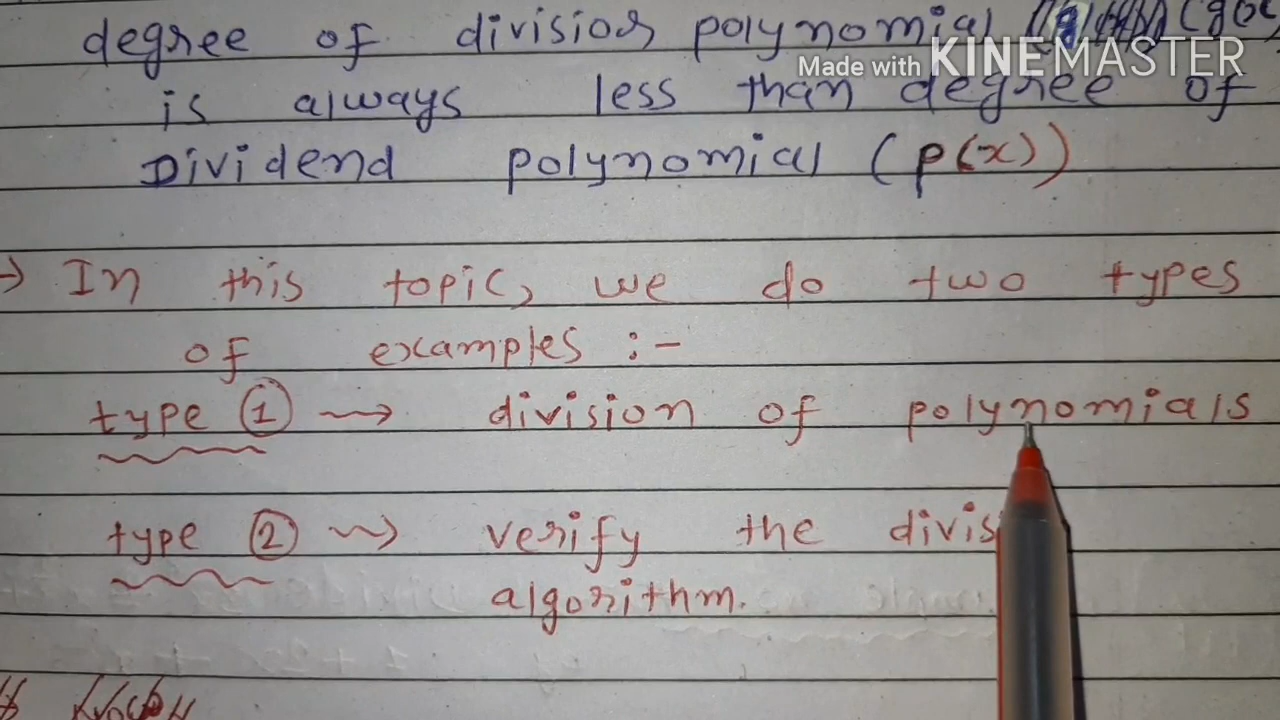 degree of divisior polynomial
Made with KINEMASTER
is always less than degree of
Dividend polynomial (p(x))
→ In this topic, we do two types
of examples :-
type ① ⟿ division of polynomials
type ② ⟿ verify the divis
algorithm.